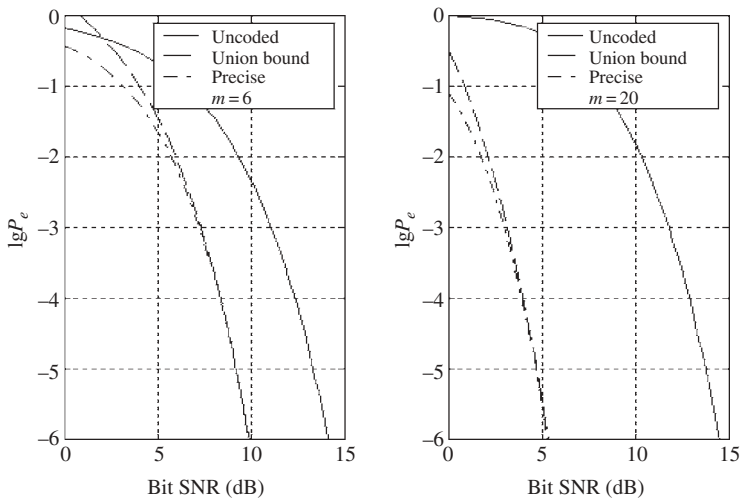 0
−1
−2
−3
−4
−5
−6
lgPₑ
0
5
10
15
Bit SNR (dB)
Uncoded
Union bound
Precise
m = 6
0
−1
−2
−3
−4
−5
−6
lgPₑ
0
5
10
15
Bit SNR (dB)
Uncoded
Union bound
Precise
m = 20